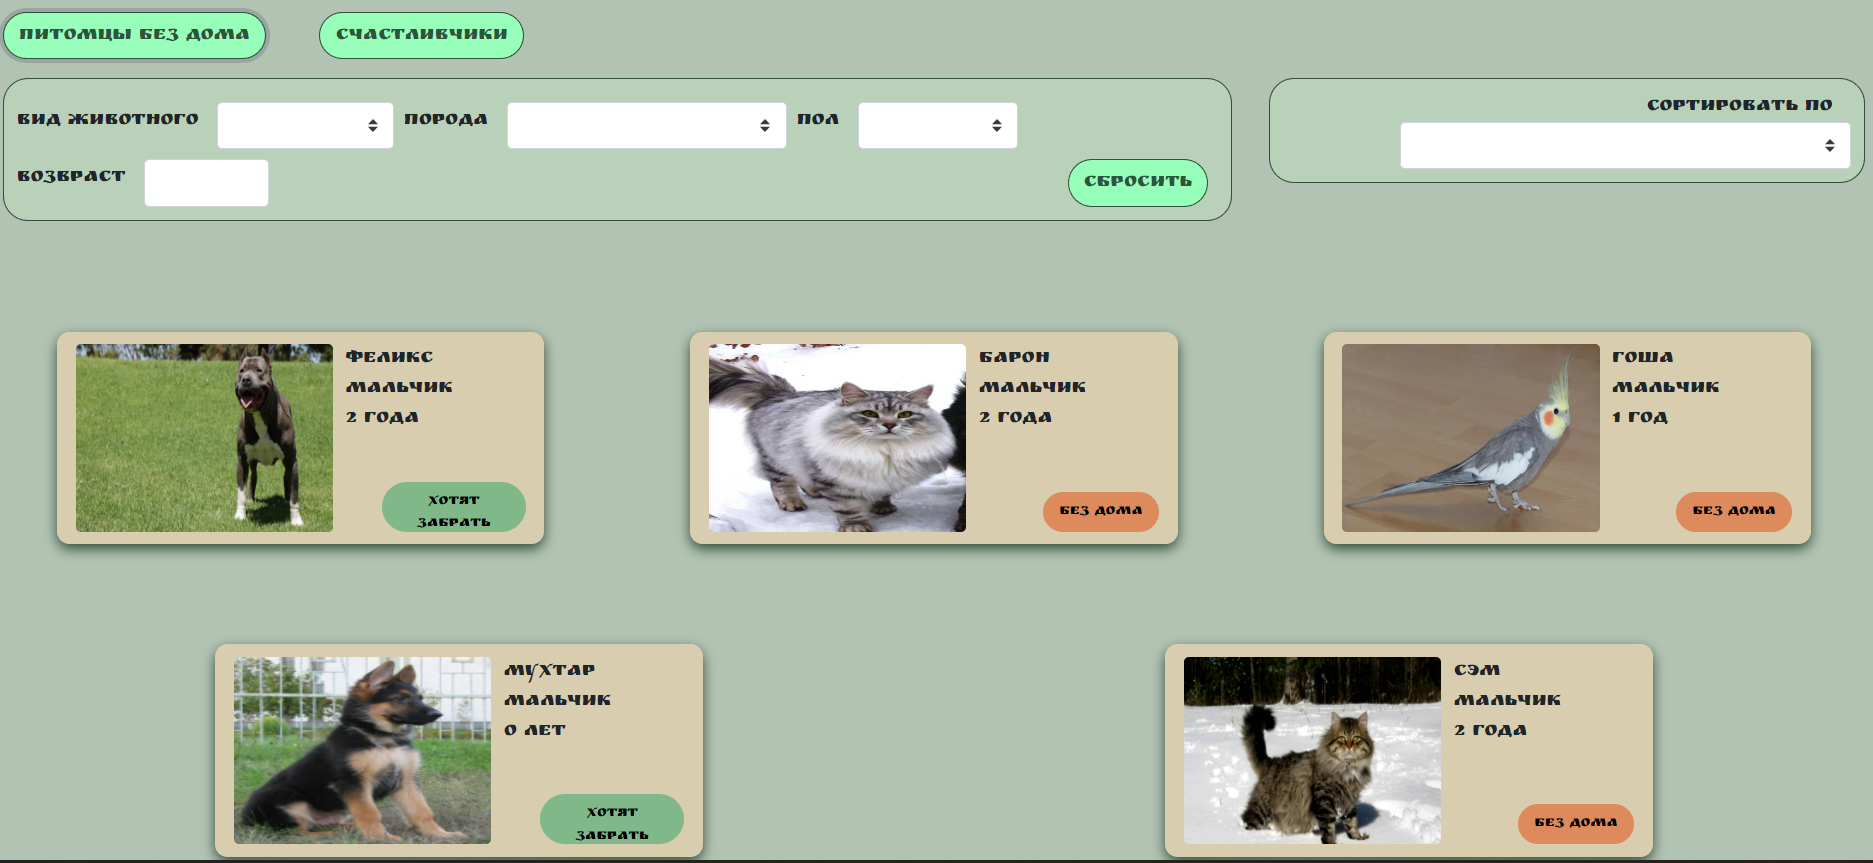 ПИТОМЦЫ БЕЗ ДОМА
СЧАСТЛИВЧИКИ
ВИД ЖИВОТНОГО
ПОРОДА
ПОЛ
ВОЗВРАСТ
СБРОСИТЬ
СОРТИРОВАТЬ ПО
ФЕЛИКС
МАЛЬЧИК
2 ГОДА
ХОТЯТ
ЗАБРАТЬ
БАРОН
МАЛЬЧИК
2 ГОДА
БЕЗ ДОМА
ГОША
МАЛЬЧИК
1 ГОД
БЕЗ ДОМА
МУХТАР
МАЛЬЧИК
0 ЛЕТ
ХОТЯТ
ЗАБРАТЬ
СЭМ
МАЛЬЧИК
2 ГОДА
БЕЗ ДОМА